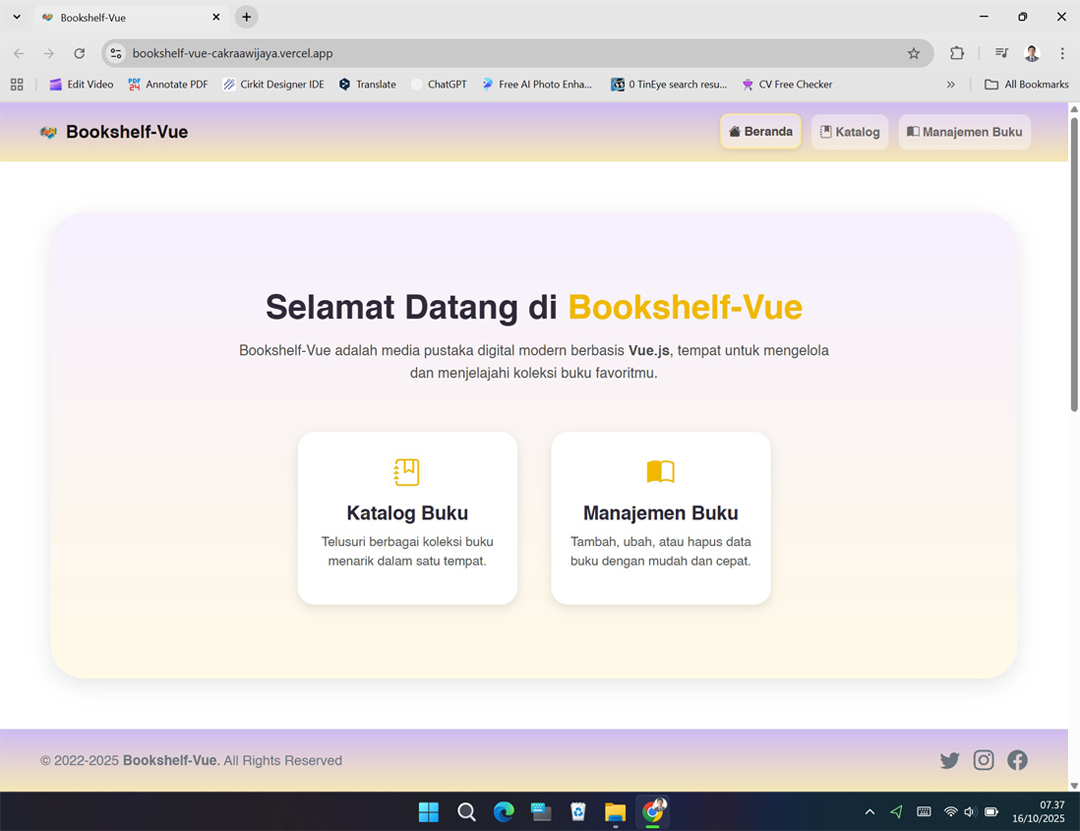 Bookshelf-Vue
bookshelf-vue-cakraawijaya.vercel.app
Edit Video
PDF 24 Annotate PDF
Cirkit Designer IDE
Translate
ChatGPT
Free AI Photo Enha...
0 TinEye search resu...
CV Free Checker
»
All Bookmarks
Bookshelf-Vue
Beranda
Katalog
Manajemen Buku
Selamat Datang di Bookshelf-Vue
Bookshelf-Vue adalah media pustaka digital modern berbasis Vue.js, tempat untuk mengelola
dan menjelajahi koleksi buku favoritmu.
Katalog Buku
Telusuri berbagai koleksi buku
menarik dalam satu tempat.
Manajemen Buku
Tambah, ubah, atau hapus data
buku dengan mudah dan cepat.
© 2022-2025 Bookshelf-Vue. All Rights Reserved
07.37
16/10/2025